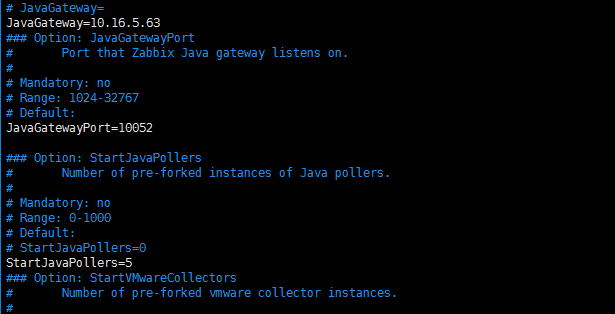 # JavaGateway=
JavaGateway=10.16.5.63
### Option: JavaGatewayPort
#       Port that Zabbix Java gateway listens on.
#
# Mandatory: no
# Range: 1024-32767
# Default:
JavaGatewayPort=10052
### Option: StartJavaPollers
#       Number of pre-forked instances of Java pollers.
#
# Mandatory: no
# Range: 0-1000
# Default:
# StartJavaPollers=0
StartJavaPollers=5
### Option: StartVMwareCollectors
#       Number of pre-forked vmware collector instances.
#